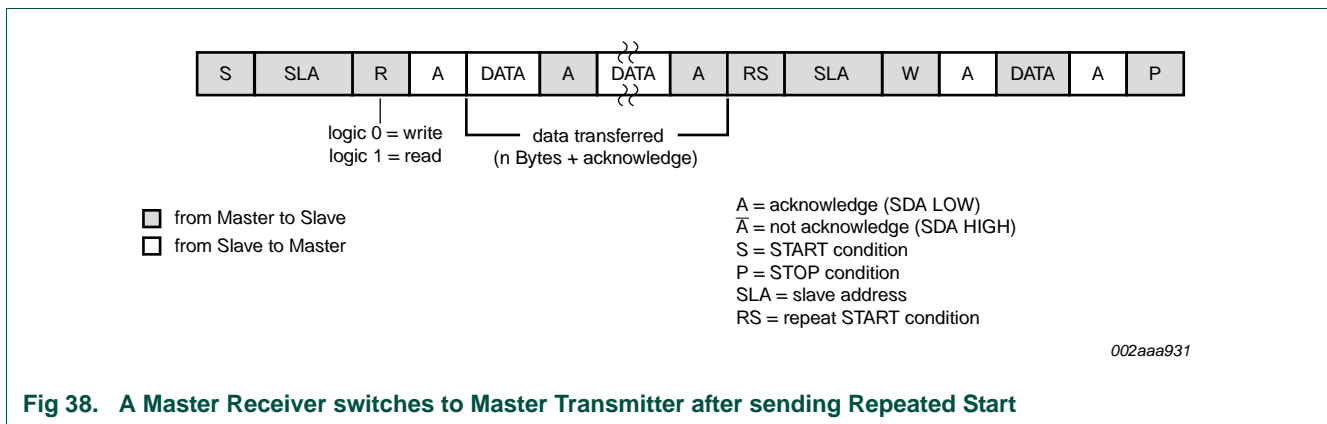 S SLA R A DATA A DATA A RS SLA W A DATA A P
logic 0 = write
logic 1 = read
data transferred
(n Bytes + acknowledge)
from Master to Slave
from Slave to Master
A = acknowledge (SDA LOW)
A̅ = not acknowledge (SDA HIGH)
S = START condition
P = STOP condition
SLA = slave address
RS = repeat START condition
002aaa931
Fig 38. A Master Receiver switches to Master Transmitter after sending Repeated Start